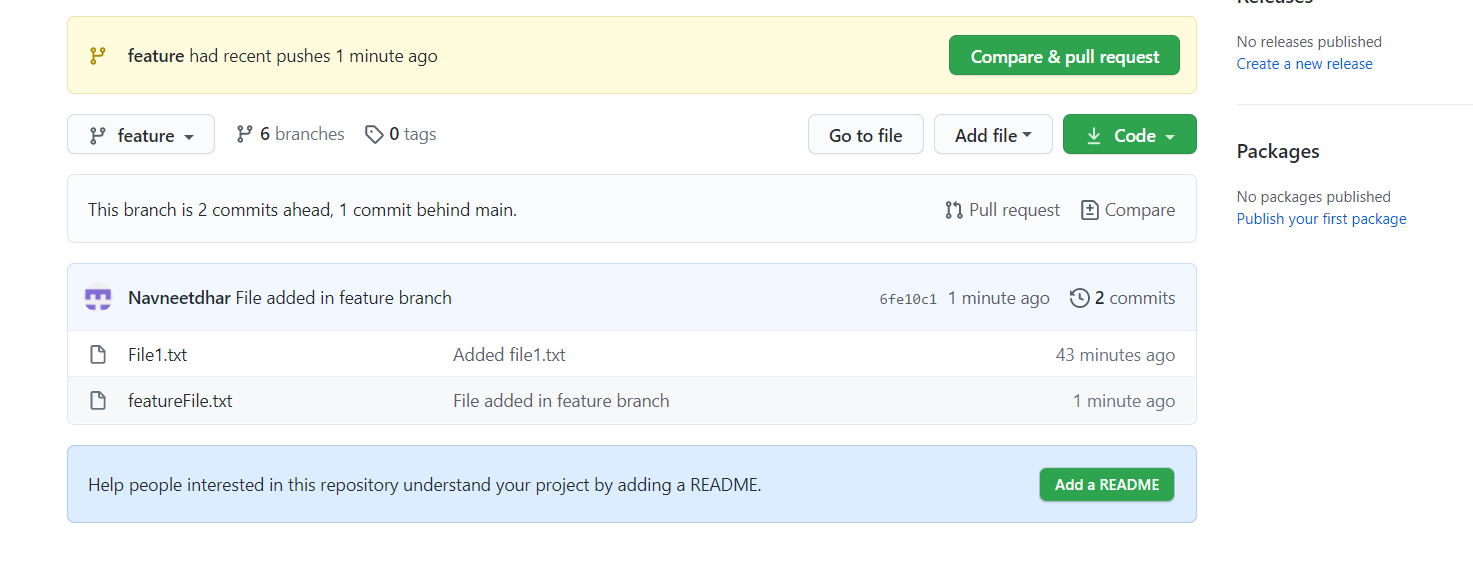 Releases
feature had recent pushes 1 minute ago
Compare & pull request
No releases published
Create a new release
feature
6 branches
0 tags
Go to file
Add file
Code
Packages
This branch is 2 commits ahead, 1 commit behind main.
Pull request
Compare
No packages published
Publish your first package
Navneetdhar File added in feature branch
6fe10c1 1 minute ago
2 commits
File1.txt
Added file1.txt
43 minutes ago
featureFile.txt
File added in feature branch
1 minute ago
Help people interested in this repository understand your project by adding a README.
Add a README